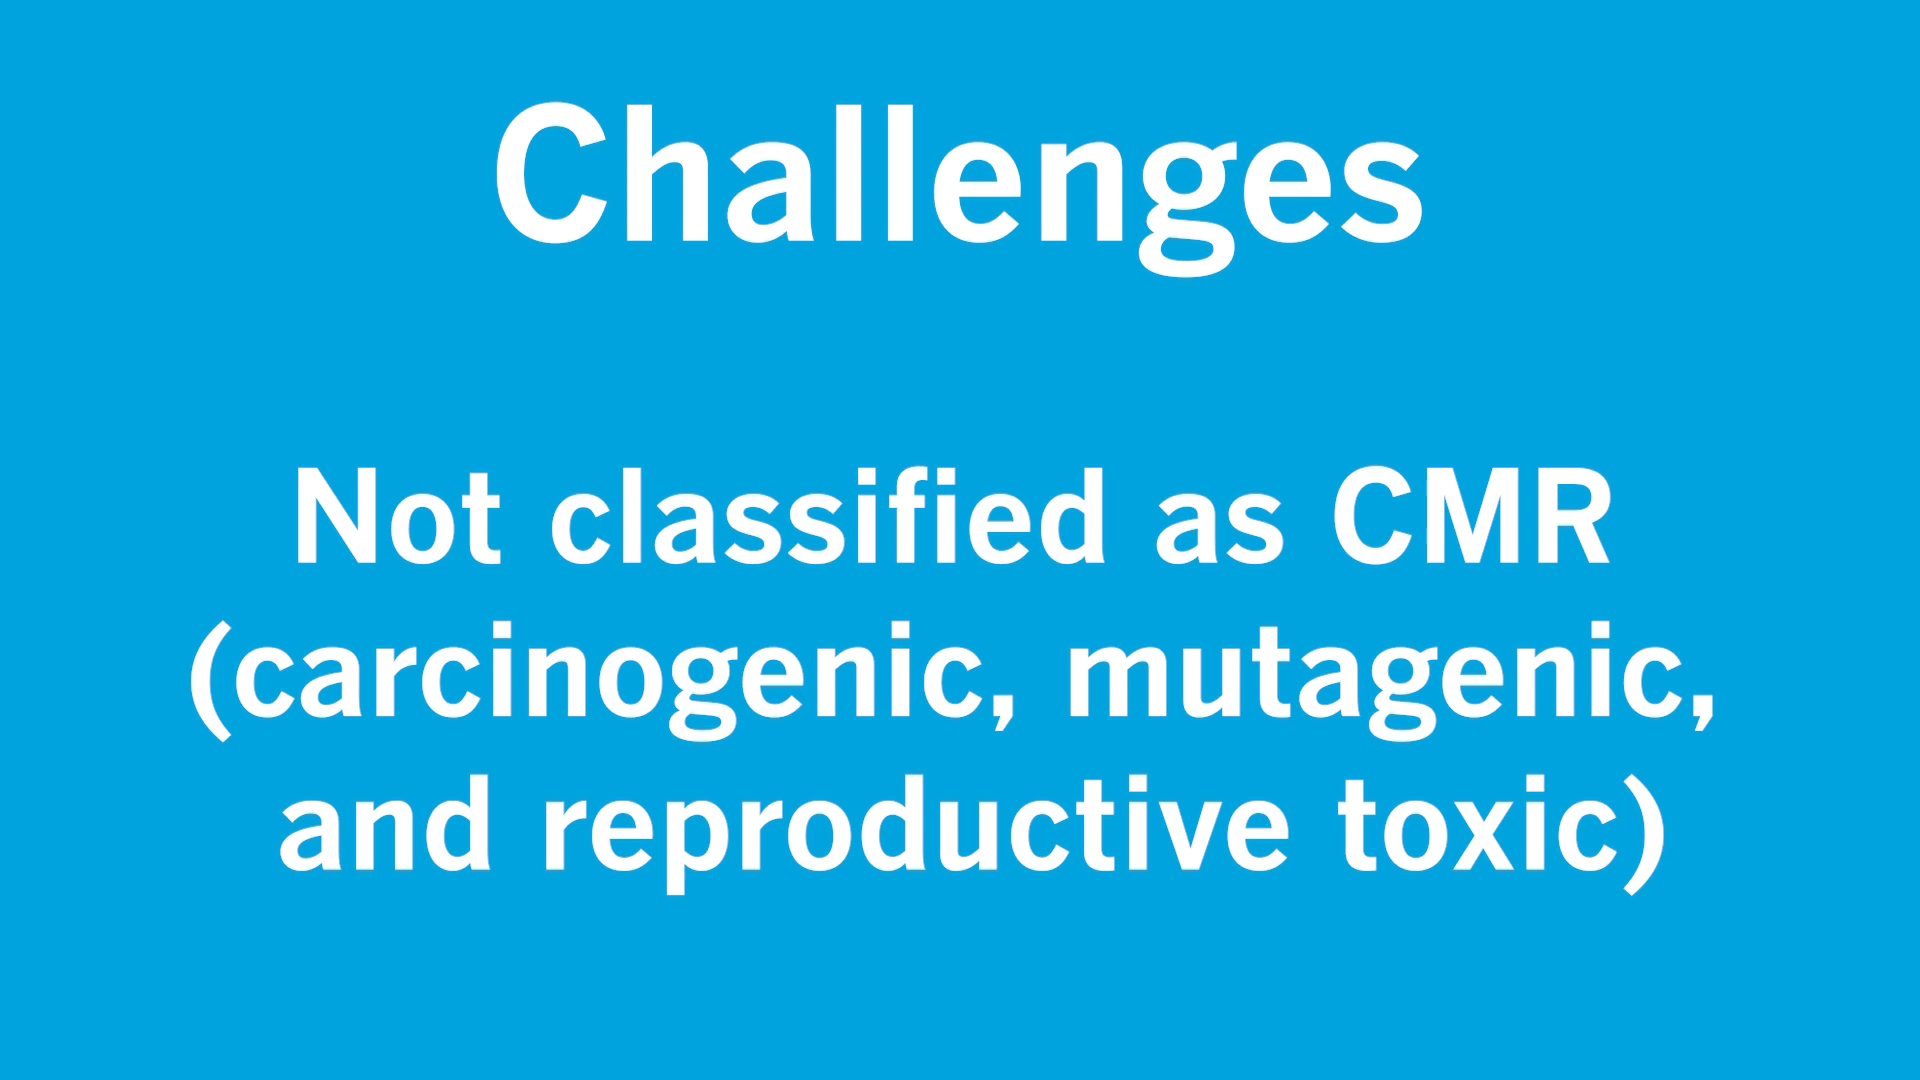 Challenges
Not classified as CMR
(carcinogenic, mutagenic,
and reproductive toxic)